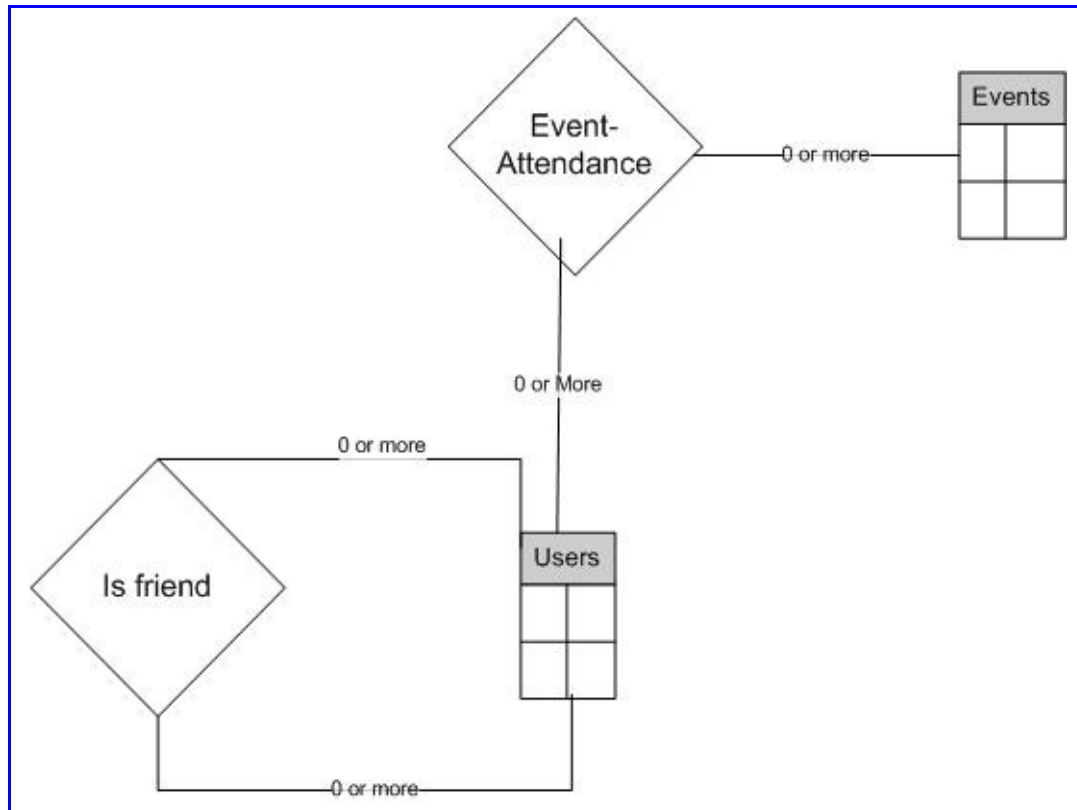 Event-
Attendance
Events
0 or more
0 or More
0 or more
Users
Is friend
0 or more